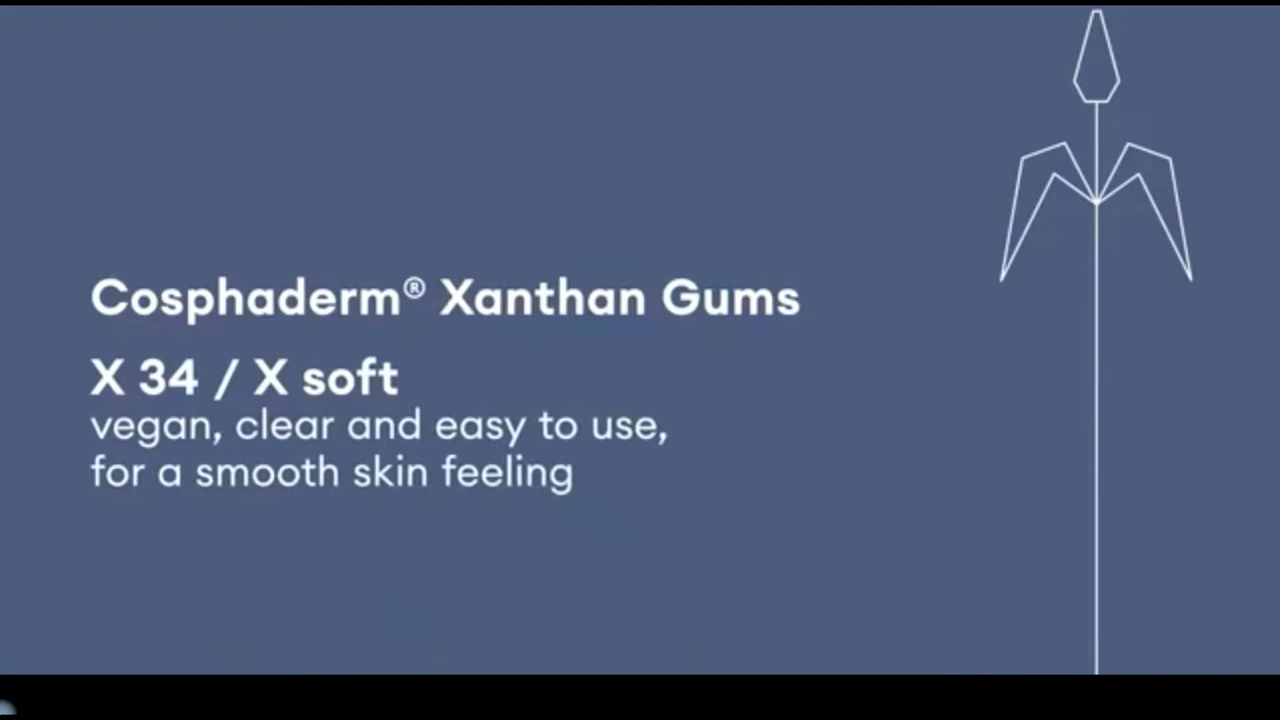 Cosphaderm® Xanthan Gums
X 34 / X soft
vegan, clear and easy to use,
for a smooth skin feeling